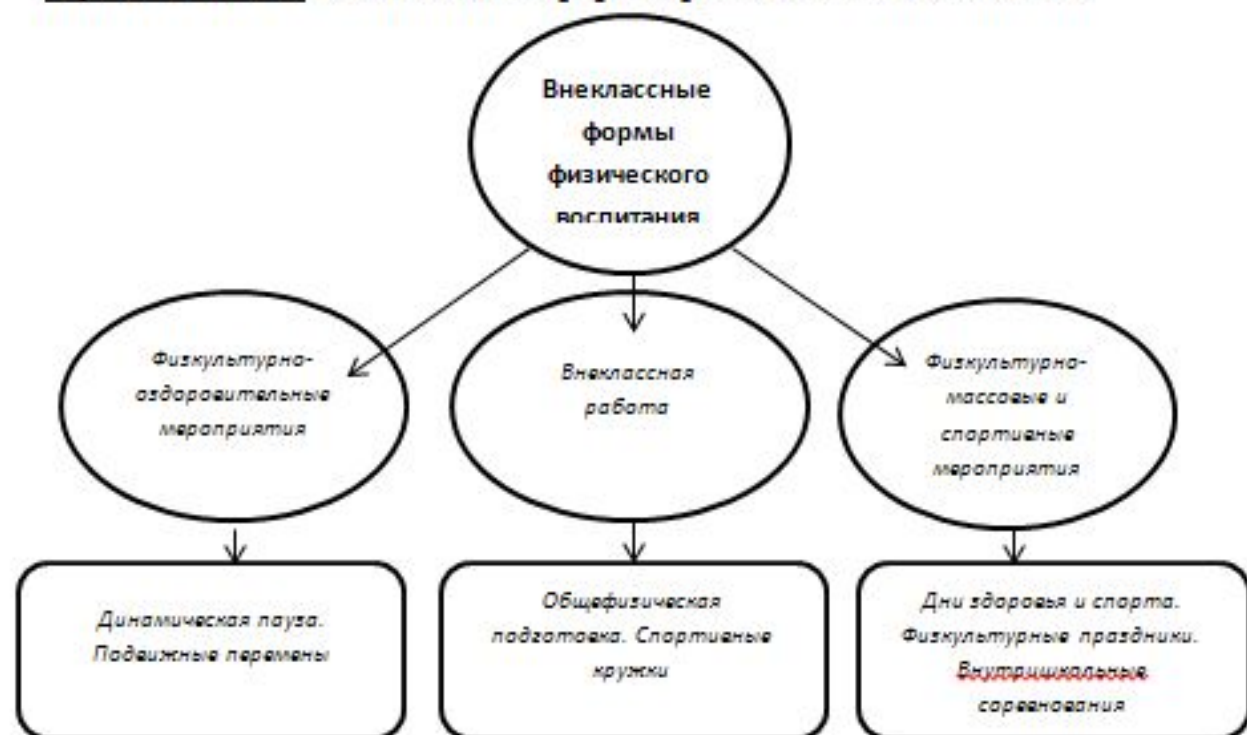 Внеклассные
формы
физического
воспитания
Физкультурно-
оздоровительные
мероприятия
Внеклассная
работа
Физкультурно-
массовые и
спортивные
мероприятия
Динамическая пауза.
Подвижные перемены
Общефизическая
подготовка. Спортивные
кружки
Дни здоровья и спорта.
Физкультурные праздники.
Внутришкальные
соревнования